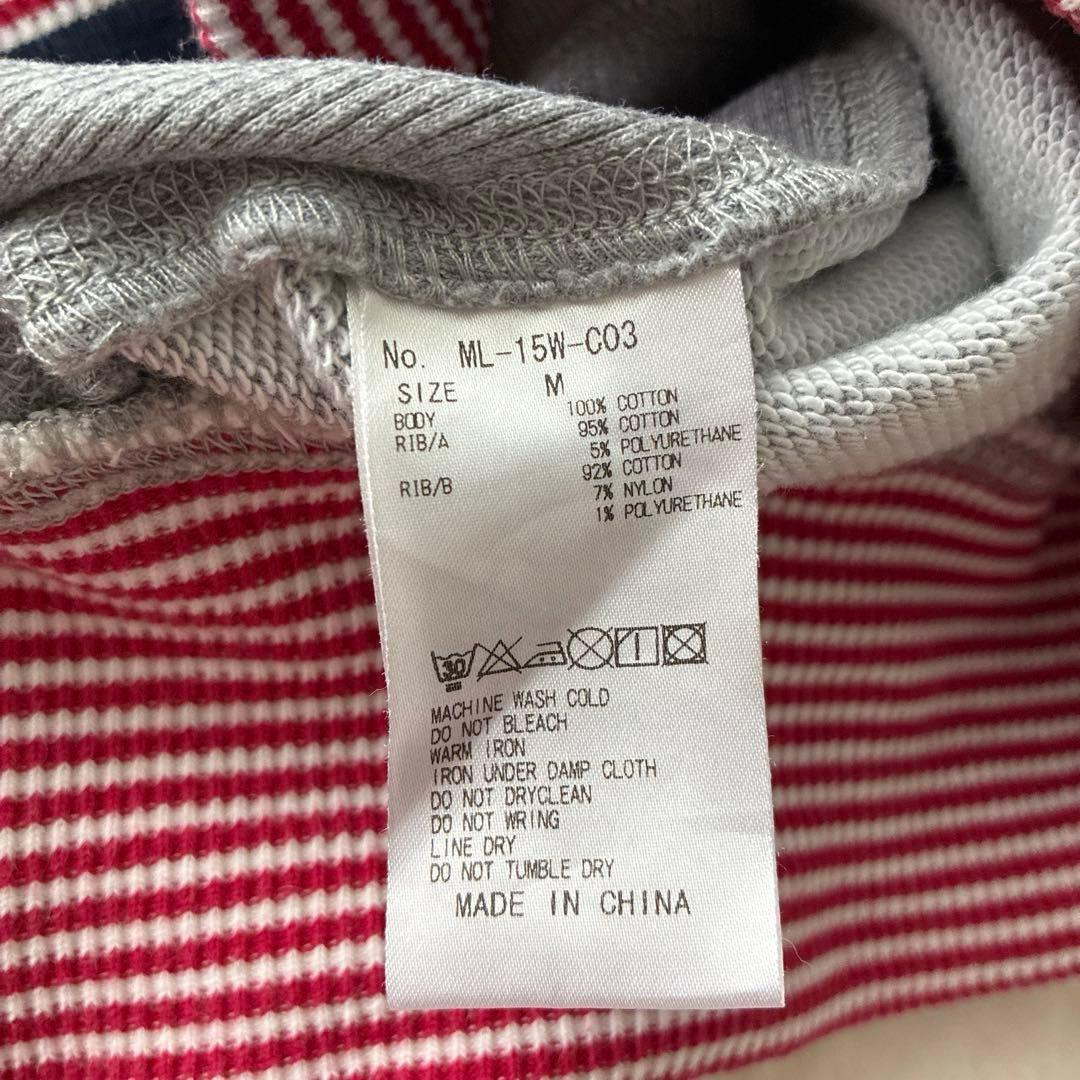 No. ML-15W-C03
SIZE M
BODY 100% COTTON
RIB/A 95% COTTON
5% POLYURETHANE
RIB/B 92% COTTON
7% NYLON
1% POLYURETHANE
30
MACHINE WASH COLD
DO NOT BLEACH
WARM IRON
IRON UNDER DAMP CLOTH
DO NOT DRYCLEAN
DO NOT WRING
LINE DRY
DO NOT TUMBLE DRY
MADE IN CHINA